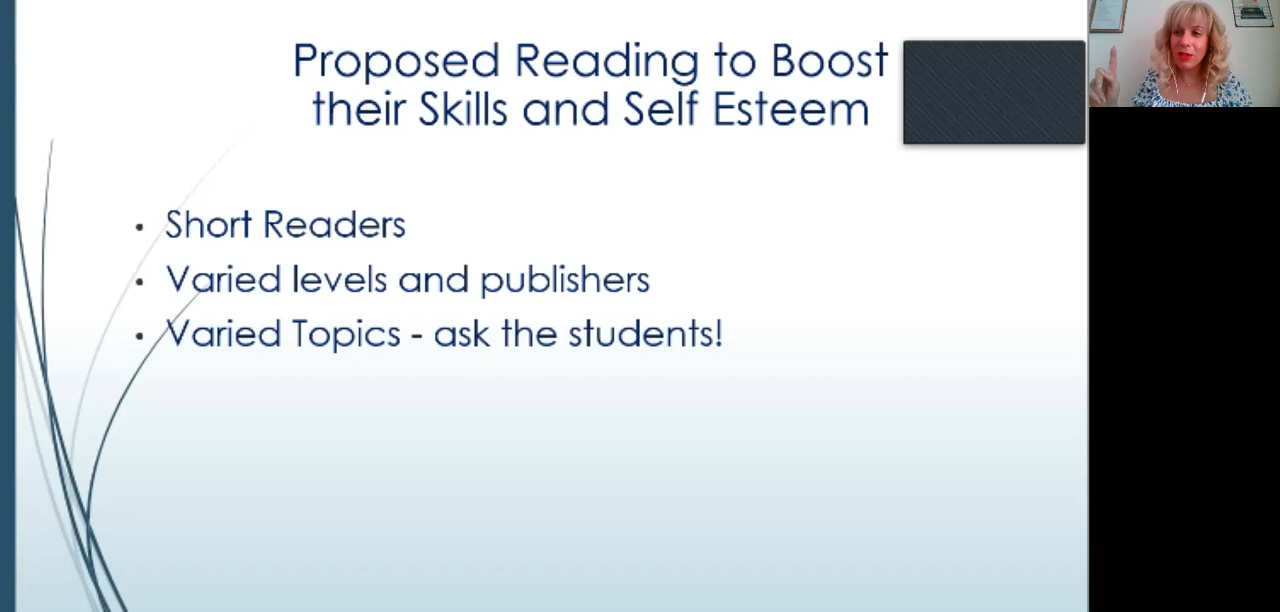 Proposed Reading to Boost
their Skills and Self Esteem
• Short Readers
• Varied levels and publishers
• Varied Topics - ask the students!